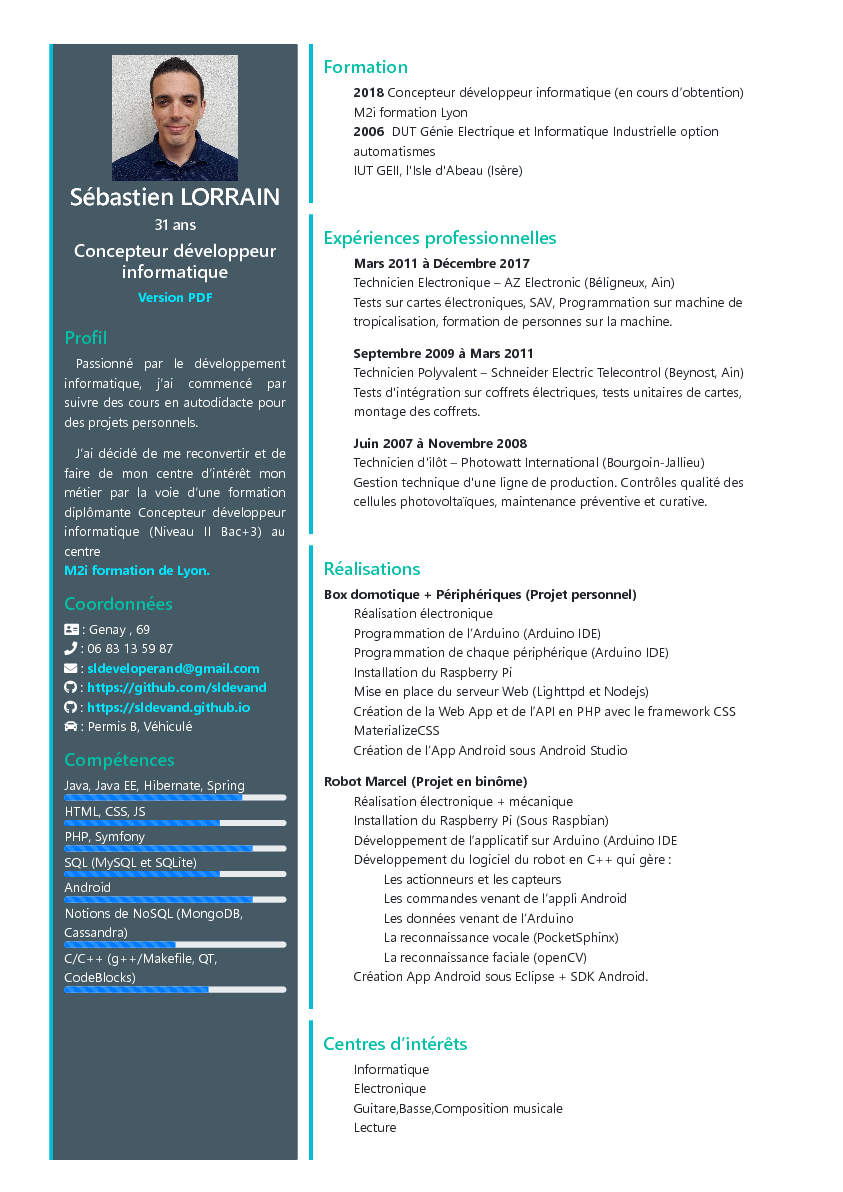 Sébastien LORRAIN
31 ans
Concepteur développeur
informatique
Version PDF
Profil
Passionné par le développement
informatique, j’ai commencé par
suivre des cours en autodidacte pour
des projets personnels.
J’ai décidé de me reconvertir et de
faire de mon centre d’intérêt mon
métier par la voie d’une formation
diplômante Concepteur développeur
informatique (Niveau II Bac+3) au
centre
M2i formation de Lyon.
Coordonnées
: Genay , 69
: 06 83 13 59 87
: sldeveloperand@gmail.com
: https://github.com/sldevand
: https://sldevand.github.io
: Permis B, Véhiculé
Compétences
Java, Java EE, Hibernate, Spring
HTML, CSS, JS
PHP, Symfony
SQL (MySQL et SQLite)
Android
Notions de NoSQL (MongoDB,
Cassandra)
C/C++ (g++/Makefile, QT,
CodeBlocks)
Formation
2018 Concepteur développeur informatique (en cours d’obtention)
M2i formation Lyon
2006 DUT Génie Electrique et Informatique Industrielle option
automatismes
IUT GEII, l'Isle d'Abeau (Isère)
Expériences professionnelles
Mars 2011 à Décembre 2017
Technicien Electronique – AZ Electronic (Béligneux, Ain)
Tests sur cartes électroniques, SAV, Programmation sur machine de
tropicalisation, formation de personnes sur la machine.
Septembre 2009 à Mars 2011
Technicien Polyvalent – Schneider Electric Telecontrol (Beynost, Ain)
Tests d'intégration sur coffrets électriques, tests unitaires de cartes,
montage des coffrets.
Juin 2007 à Novembre 2008
Technicien d'ilôt – Photowatt International (Bourgoin-Jallieu)
Gestion technique d'une ligne de production. Contrôles qualité des
cellules photovoltaïques, maintenance préventive et curative.
Réalisations
Box domotique + Périphériques (Projet personnel)
Réalisation électronique
Programmation de l’Arduino (Arduino IDE)
Programmation de chaque périphérique (Arduino IDE)
Installation du Raspberry Pi
Mise en place du serveur Web (Lighttpd et Nodejs)
Création de la Web App et de l’API en PHP avec le framework CSS
MaterializeCSS
Création de l’App Android sous Android Studio
Robot Marcel (Projet en binôme)
Réalisation électronique + mécanique
Installation du Raspberry Pi (Sous Raspbian)
Développement de l’applicatif sur Arduino (Arduino IDE
Développement du logiciel du robot en C++ qui gère :
Les actionneurs et les capteurs
Les commandes venant de l’appli Android
Les données venant de l’Arduino
La reconnaissance vocale (PocketSphinx)
La reconnaissance faciale (openCV)
Création App Android sous Eclipse + SDK Android.
Centres d’intérêts
Informatique
Electronique
Guitare,Basse,Composition musicale
Lecture